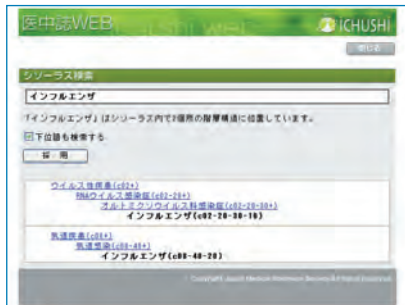 医中誌WEB
ICHUSHI
閉じる
シソーラス検索
インフルエンザ
「インフルエンザ」はシソーラス内で2個所の階層構造に位置しています。
下位語も検索する
採 用
ウイルス性疾患(c02+)
RNAウイルス感染症(c02-20+)
オルトミクソウイルス科感染症(c02-20-30+)
インフルエンザ(c02-20-30-10)
気道疾患(c08+)
気道感染(c08-40+)
インフルエンザ(c08-40-20)